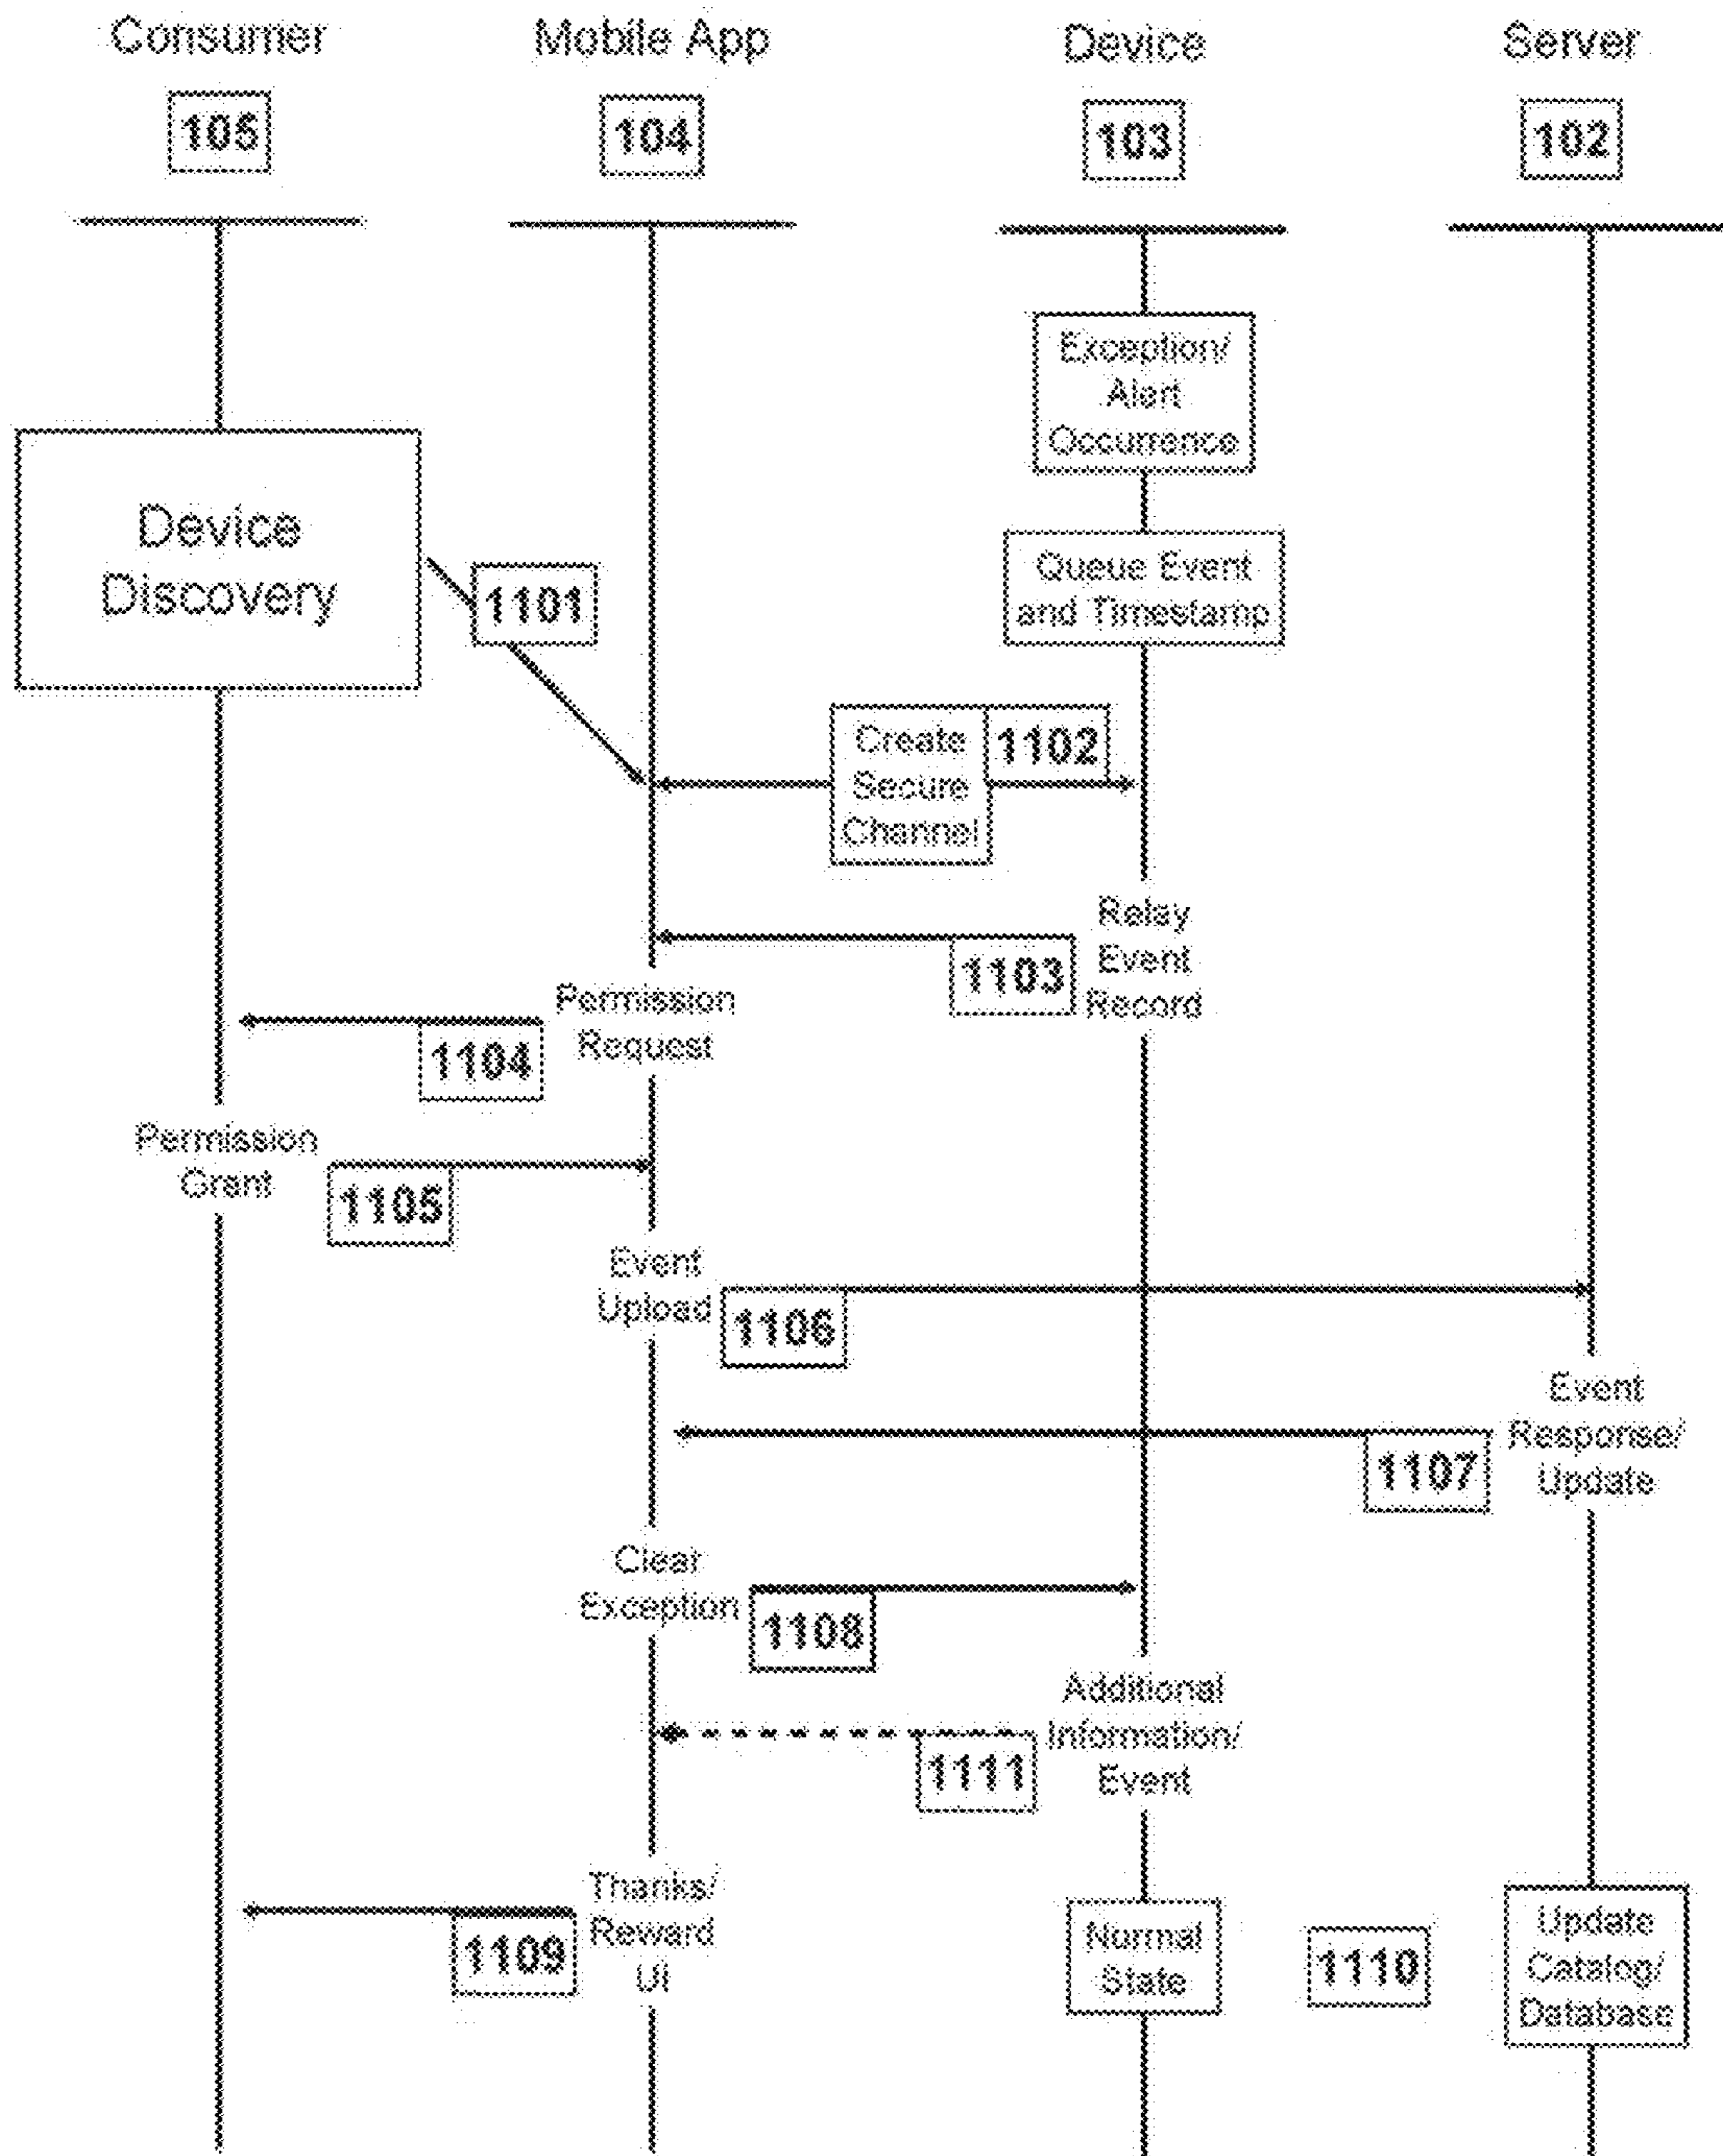 Consumer
Mobile App
Device
Server
105
104
103
102
Exception/
Alert
Occurrence
Device
Discovery
1101
Queue Event
and Timestamp
Create
Secure
Channel
1102
Relay
Event
Record
1103
Permission
Request
1104
Permission
Grant
1105
Event
Upload
1106
Event
Response/
Update
1107
Clear
Exception
1108
Additional
Information/
Event
1111
Thanks/
Reward
UI
1109
Normal
State
1110
Update
Catalog/
Database